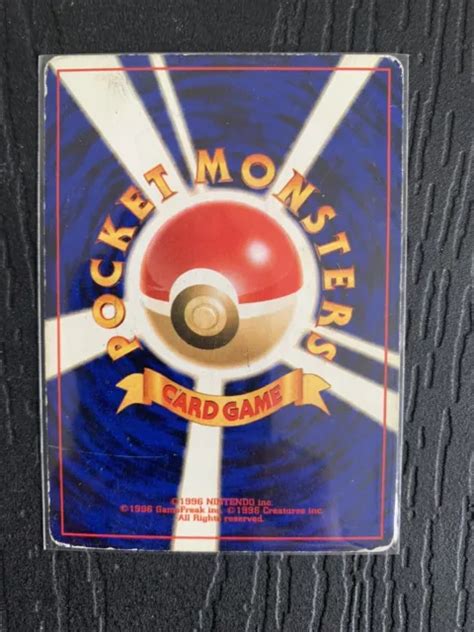 POCKET MONSTERS
CARD GAME
©1996 NINTENDO inc.
©1996 GameFreak inc. ©1996 Creatures inc.
All Rights reserved.